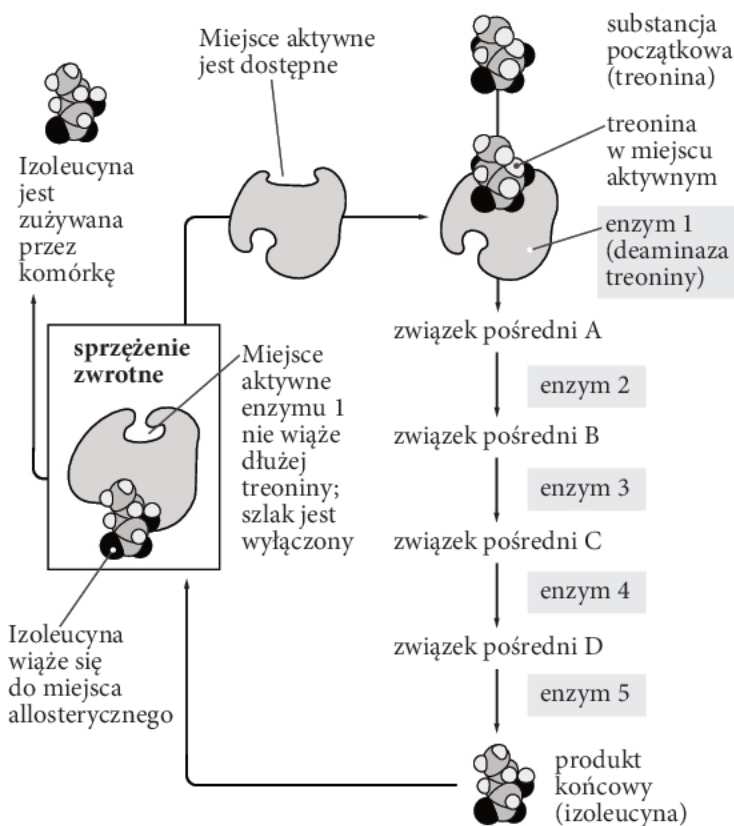 Miejsce aktywne
jest dostępne
substancja
początkowa
(treonina)
treonina
w miejscu
aktywnym
enzym 1
(deaminaza
treoniny)
Izoleucyna
jest
zużywana
przez
komórkę
sprzężenie
zwrotne
Miejsce
aktywne
enzymu 1
nie wiąże
dłużej
treoniny;
szlak jest
wyłączony
Izoleucyna
wiąże się
do miejsca
allosterycznego
związek pośredni A
enzym 2
związek pośredni B
enzym 3
związek pośredni C
enzym 4
związek pośredni D
enzym 5
produkt
końcowy
(izoleucyna)